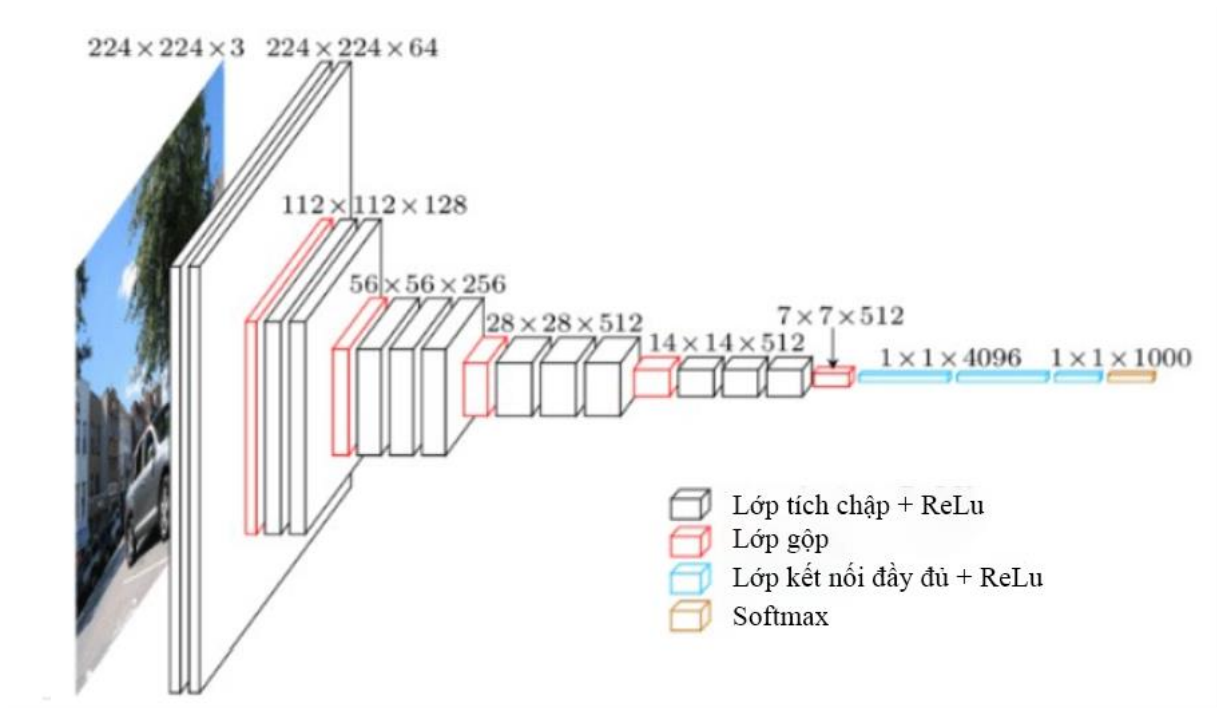 224 × 224 × 3
224 × 224 × 64
112 × 112 × 128
56 × 56 × 256
28 × 28 × 512
14 × 14 × 512
7 × 7 × 512
1 × 1 × 4096
1 × 1 × 1000
Lớp tích chập + ReLu
Lớp gộp
Lớp kết nối đầy đủ + ReLu
Softmax